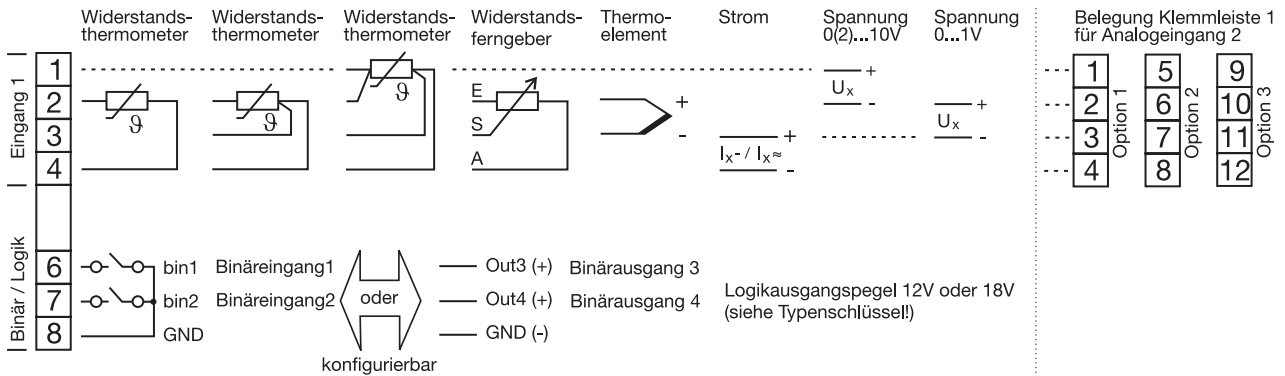 Widerstands-
thermometer
Widerstands-
thermometer
Widerstands-
thermometer
Widerstands-
ferngeber
Thermo-
element
Strom
Spannung
0(2)...10V
Spannung
0...1V
Belegung Klemmleiste 1
für Analogeingang 2
Eingang 1
1
2
3
4
ϑ
ϑ
ϑ
E
S
A
+
-
+
Ix- / Ix≈
-
+
Ux
-
+
Ux
-
1
2
3
4
Option 1
5
6
7
8
Option 2
9
10
11
12
Option 3
Binär / Logik
6 bin1 Binäreingang1
7 bin2 Binäreingang2
8 GND
oder
konfigurierbar
Out3 (+) Binärausgang 3
Out4 (+) Binärausgang 4
GND (-)
Logikausgangspegel 12V oder 18V
(siehe Typenschlüssel!)